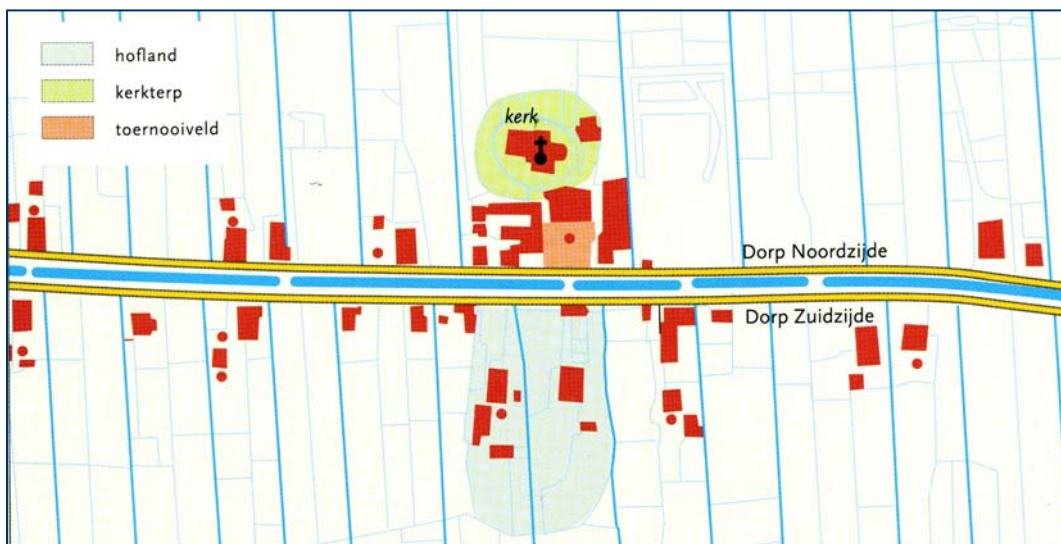 hofland
kerkterp
toernooiveld
kerk
Dorp Noordzijde
Dorp Zuidzijde